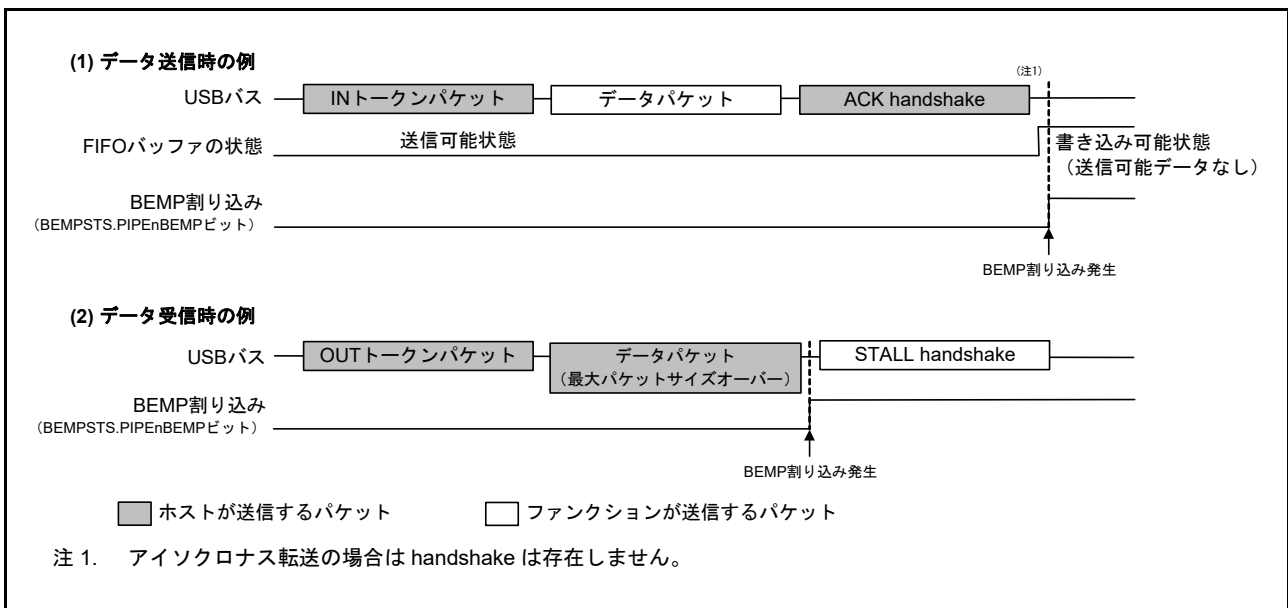 (1) データ送信時の例
(注1)
USBバス
INトークンパケット
データパケット
ACK handshake
FIFOバッファの状態
送信可能状態
書き込み可能状態
（送信可能データなし）
BEMP割り込み
（BEMPSTS.PIPEnBEMPビット）
BEMP割り込み発生
(2) データ受信時の例
USBバス
OUTトークンパケット
データパケット
（最大パケットサイズオーバー）
STALL handshake
BEMP割り込み
（BEMPSTS.PIPEnBEMPビット）
BEMP割り込み発生
ホストが送信するパケット
ファンクションが送信するパケット
注 1. アイソクロナス転送の場合は handshake は存在しません。